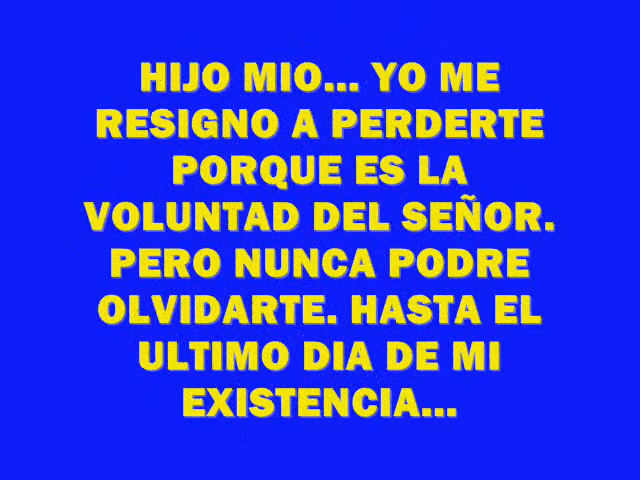 HIJO MIO... YO ME
RESIGNO A PERDERTE
PORQUE ES LA
VOLUNTAD DEL SEÑOR.
PERO NUNCA PODRE
OLVIDARTE. HASTA EL
ULTIMO DIA DE MI
EXISTENCIA...